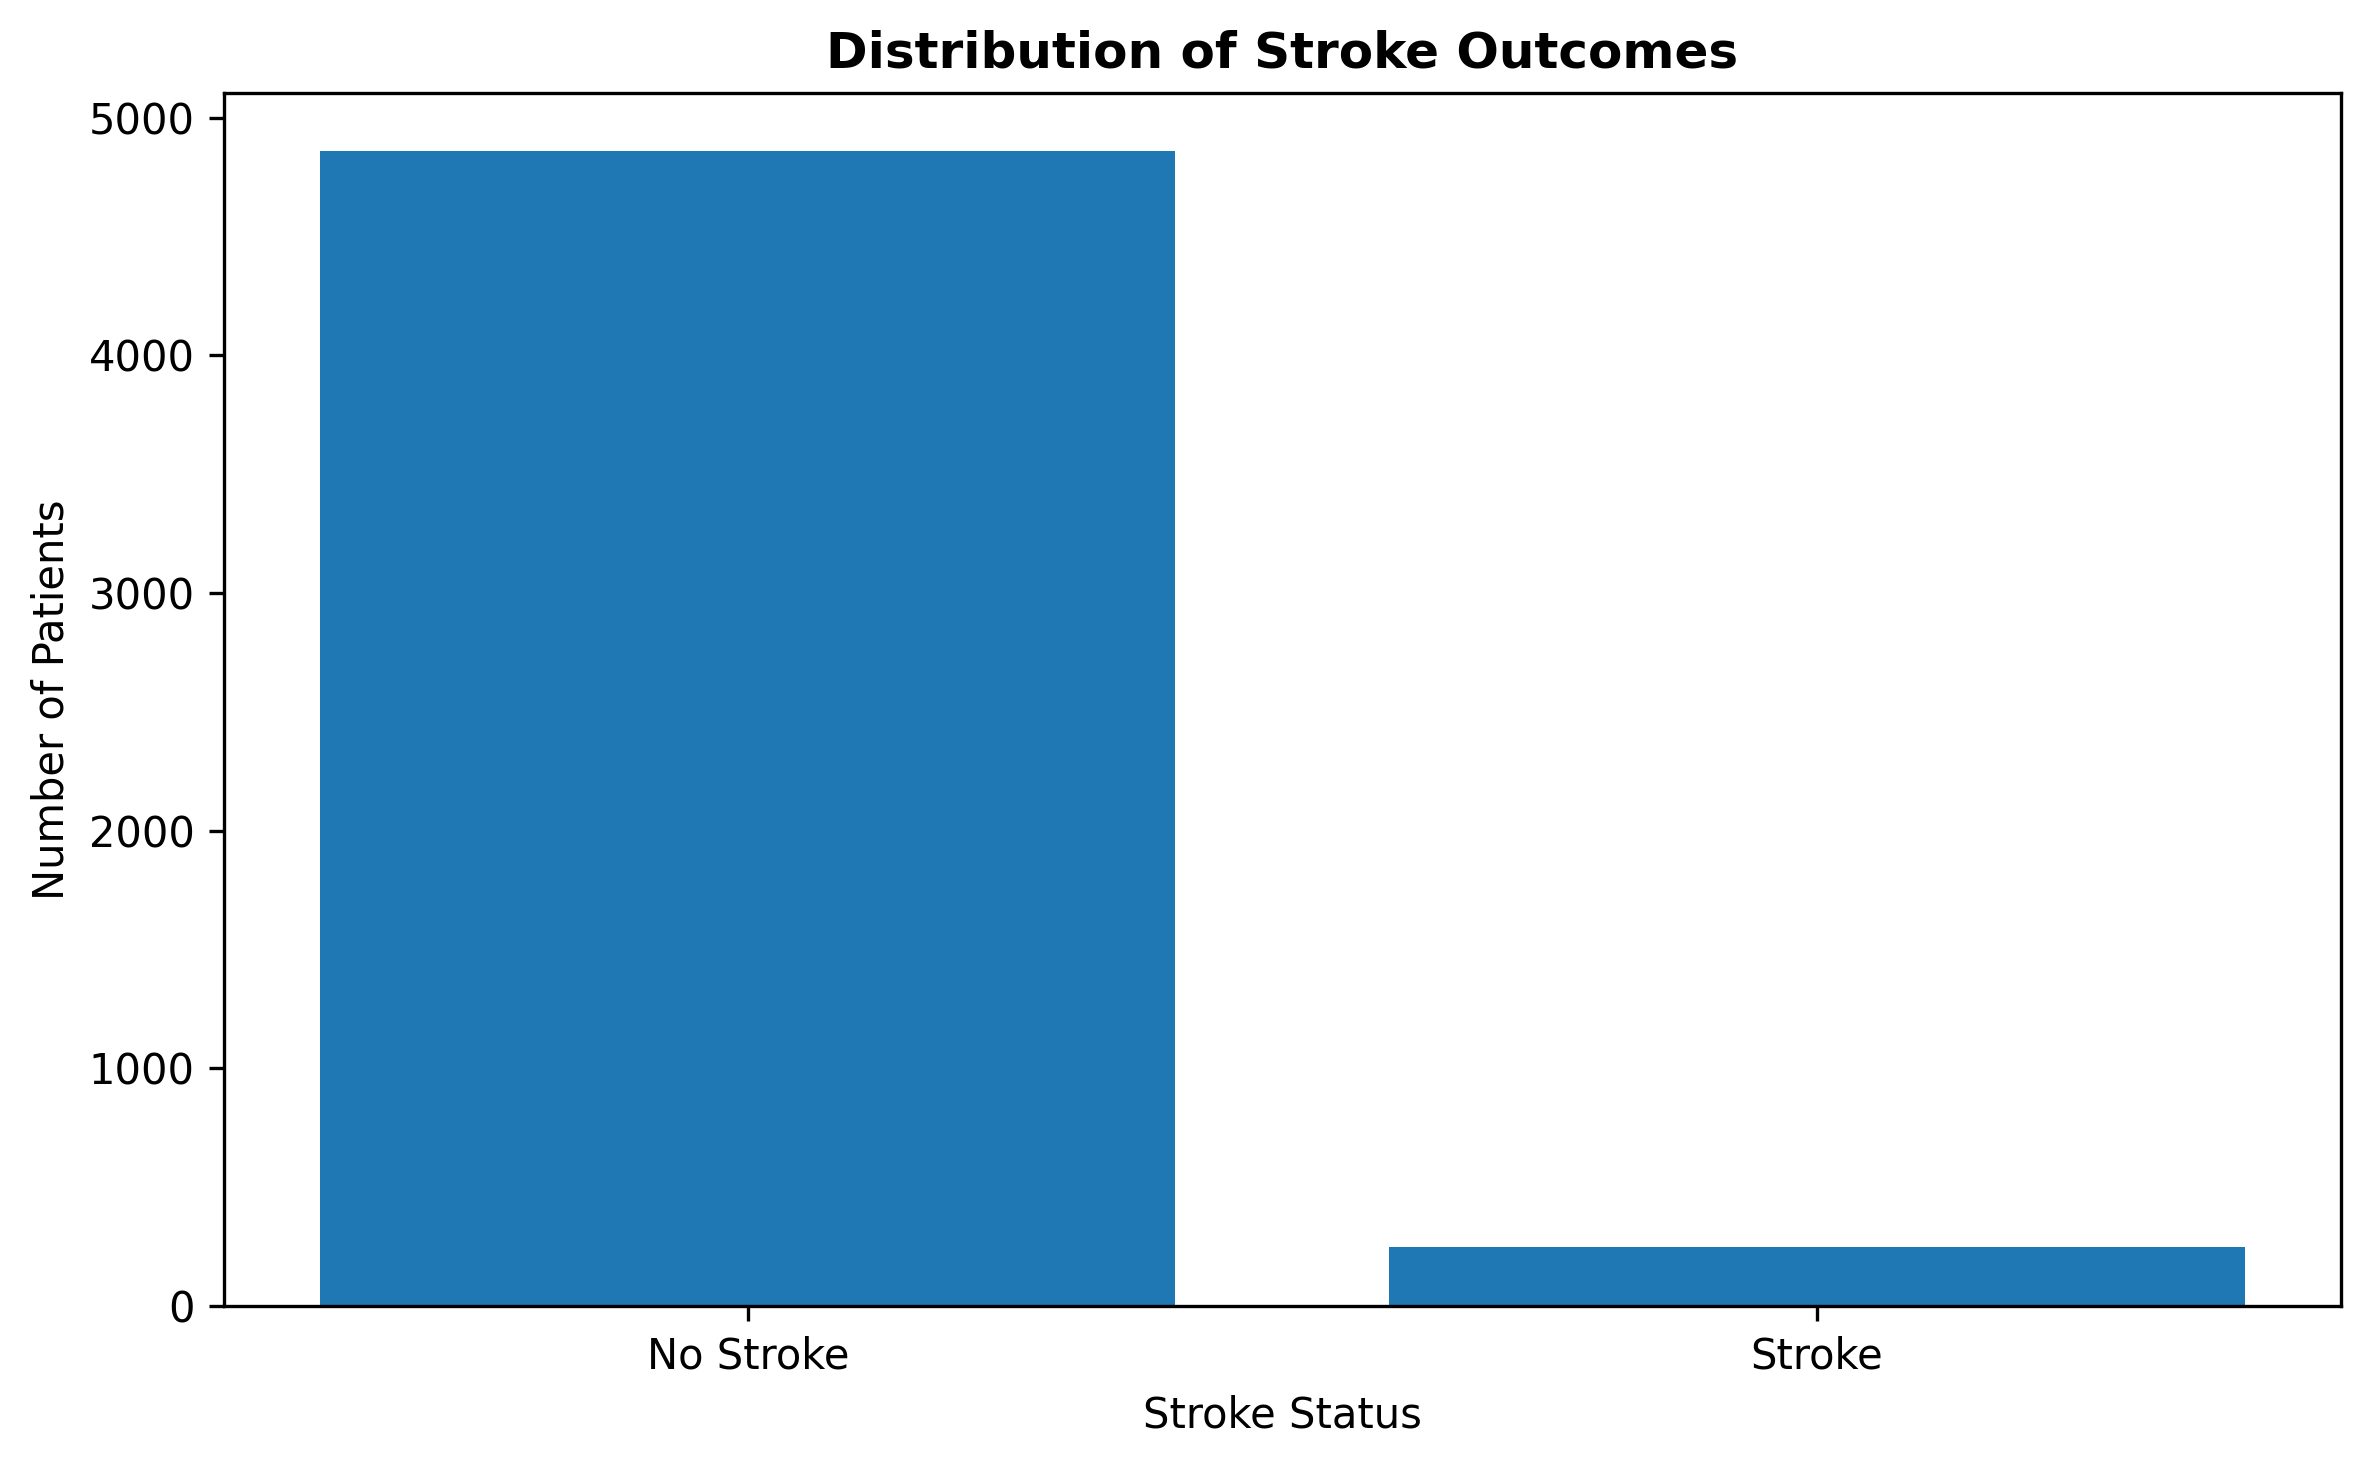 Distribution of Stroke Outcomes
Number of Patients
5000
4000
3000
2000
1000
0
No Stroke
Stroke
Stroke Status